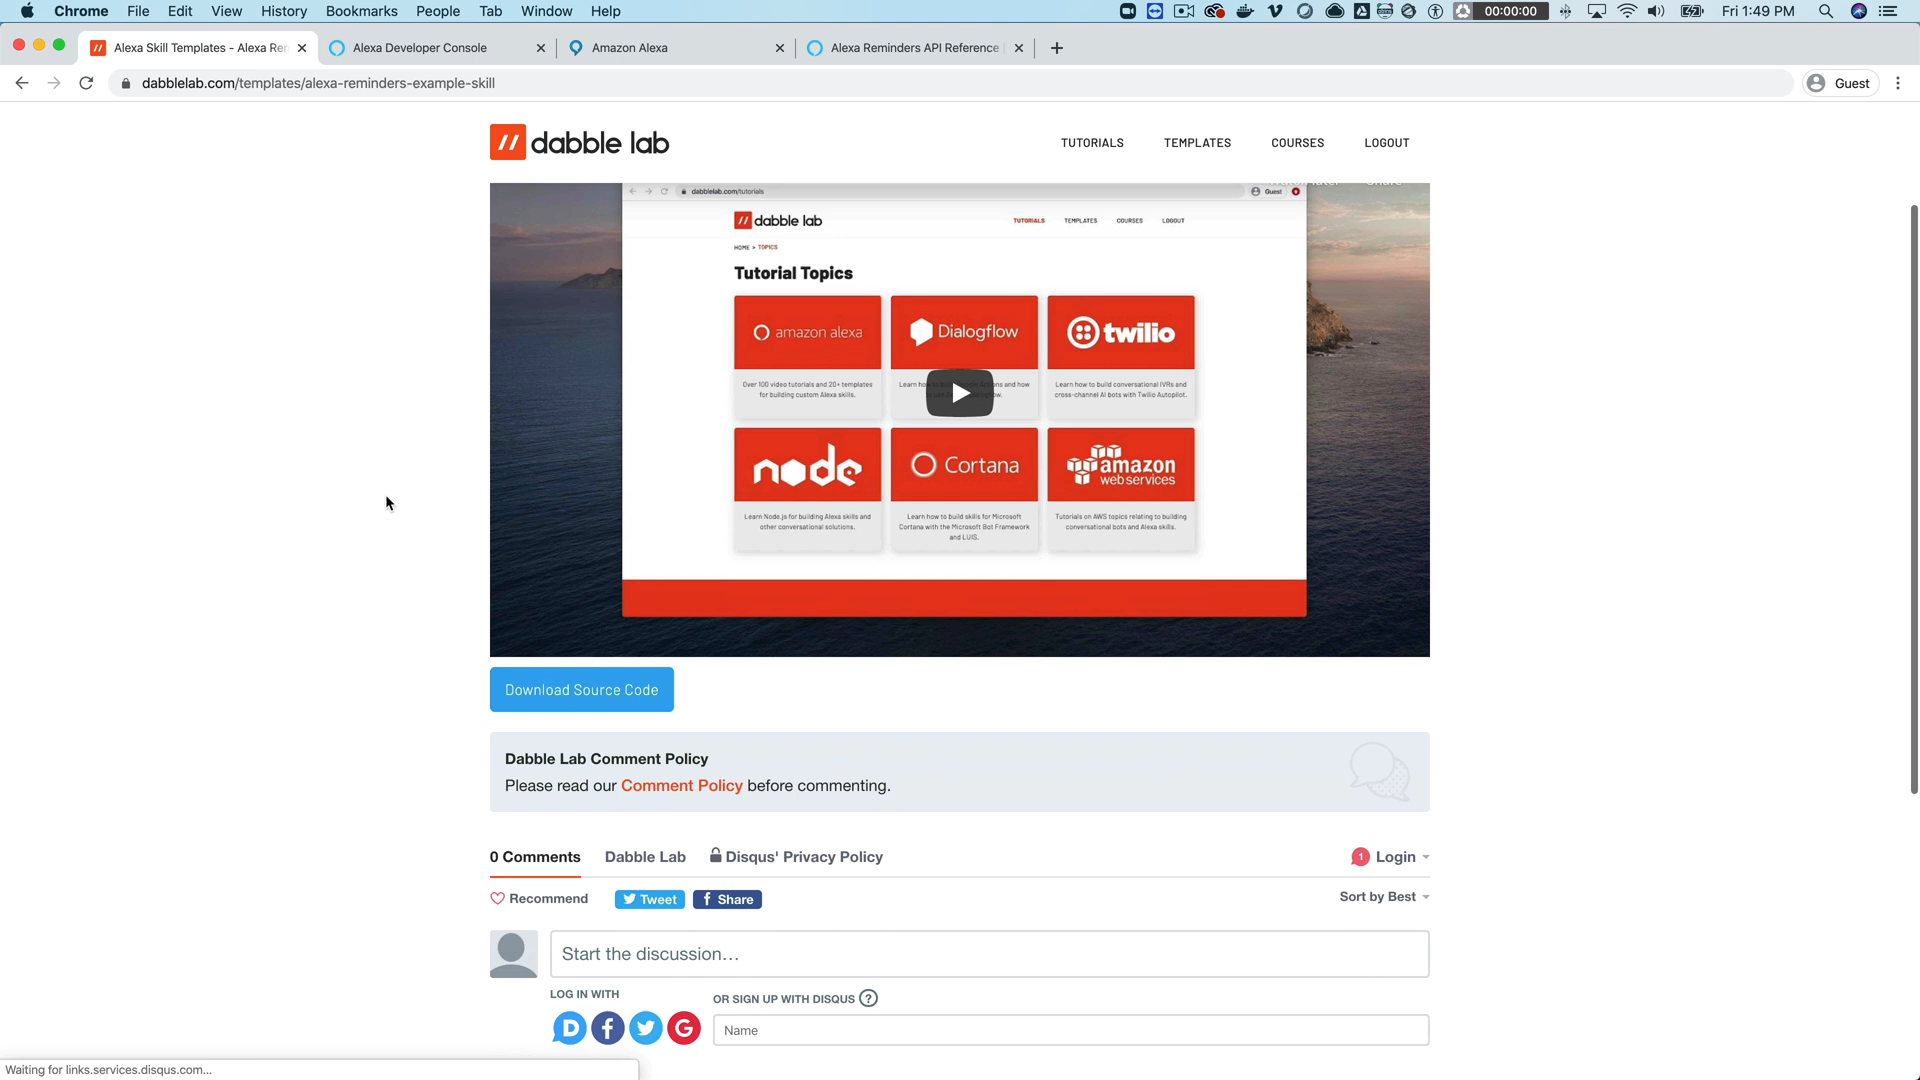 Chrome File Edit View History Bookmarks People Tab Window Help 00:00:00 Fri 1:49 PM
Alexa Skill Templates - Alexa Re Alexa Developer Console Amazon Alexa Alexa Reminders API Reference
dabblelab.com/templates/alexa-reminders-example-skill Guest
// dabble lab TUTORIALS TEMPLATES COURSES LOGOUT
dabblelab.com/tutorials Guest
// dabble lab TUTORIALS TEMPLATES COURSES LOGOUT
HOME > TOPICS
Tutorial Topics
amazon alexa Dialogflow twilio
Over 100 video tutorials and 20+ templates
for building custom Alexa skills.
Learn how to build conversational IVRs and
cross-channel AI bots with Twilio Autopilot.
node Cortana amazon
webservices
Learn Node.js for building Alexa skills and
other conversational solutions.
Learn how to build skills for Microsoft
Cortana with the Microsoft Bot Framework
and LUIS.
Tutorials on AWS topics relating to building
conversational bots and Alexa skills.
Download Source Code
Dabble Lab Comment Policy
Please read our Comment Policy before commenting.
0 Comments Dabble Lab Disqus' Privacy Policy 1 Login
Recommend Tweet f Share Sort by Best
Start the discussion…
LOG IN WITH OR SIGN UP WITH DISQUS ?
D f G Name
Waiting for links.services.disqus.com...